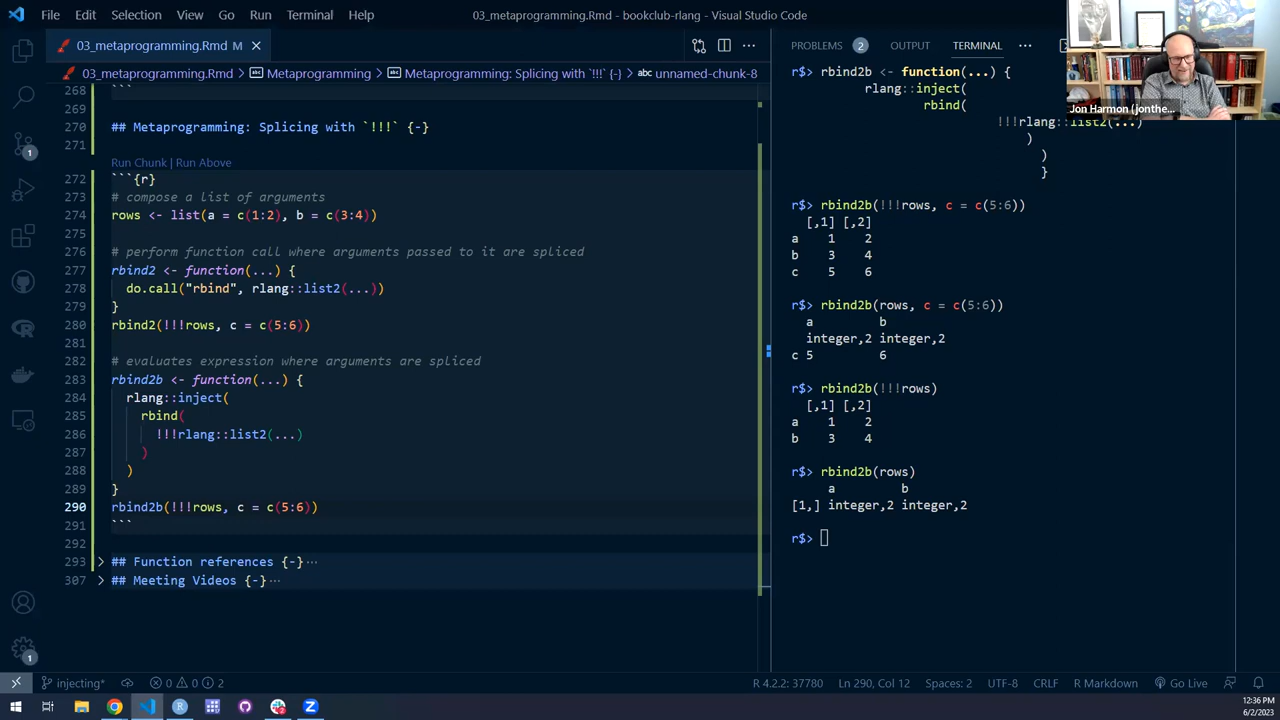 File Edit Selection View Go Run Terminal Help
03_metaprogramming.Rmd - bookclub-rlang - Visual Studio Code
03_metaprogramming.Rmd M
PROBLEMS 2 OUTPUT TERMINAL
03_metaprogramming.Rmd > Metaprogramming > Metaprogramming: Splicing with `!!!` {-} > unnamed-chunk-8
268 ```
269
270 ## Metaprogramming: Splicing with `!!!` {-}
271
Run Chunk | Run Above
272 ```{r}
273 # compose a list of arguments
274 rows <- list(a = c(1:2), b = c(3:4))
275
276 # perform function call where arguments passed to it are spliced
277 rbind2 <- function(...) {
278 do.call("rbind", rlang::list2(...))
279 }
280 rbind2(!!!rows, c = c(5:6))
281
282 # evaluates expression where arguments are spliced
283 rbind2b <- function(...) {
284 rlang::inject(
285 rbind(
286 !!!rlang::list2(...)
287 )
288 )
289 }
290 rbind2b(!!!rows, c = c(5:6))
291 ```
292
293 ## Function references {-}···
307 ## Meeting Videos {-}···
r$> rbind2b <- function(...) {
rlang::inject(
rbind(
!!!rlang::list2(...)
)
)
}
r$> rbind2b(!!!rows, c = c(5:6))
[,1] [,2]
a 1 2
b 3 4
c 5 6
r$> rbind2b(rows, c = c(5:6))
a b
integer,2 integer,2
c 5 6
r$> rbind2b(!!!rows)
[,1] [,2]
a 1 2
b 3 4
r$> rbind2b(rows)
a b
[1,] integer,2 integer,2
r$>
Jon Harmon (jonthe...
1
1
injecting* 0 0 2
R 4.2.2: 37780 Ln 290, Col 12 Spaces: 2 UTF-8 CRLF R Markdown Go Live
12:36 PM
6/2/2023